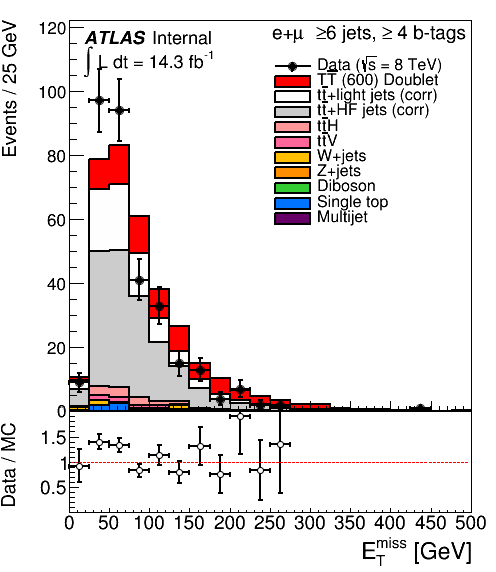 ATLAS Internal
∫ L dt = 14.3 fb⁻¹
e+μ ≥6 jets, ≥ 4 b-tags
Data (√s = 8 TeV)
TT̅ (600) Doublet
tt̅+light jets (corr)
tt̅+HF jets (corr)
tt̅H
tt̅V
W+jets
Z+jets
Diboson
Single top
Multijet
Events / 25 GeV
120
100
80
60
40
20
0
Data / MC
1.5
1
0.5
0 50 100 150 200 250 300 350 400 450 500
E_T^miss [GeV]